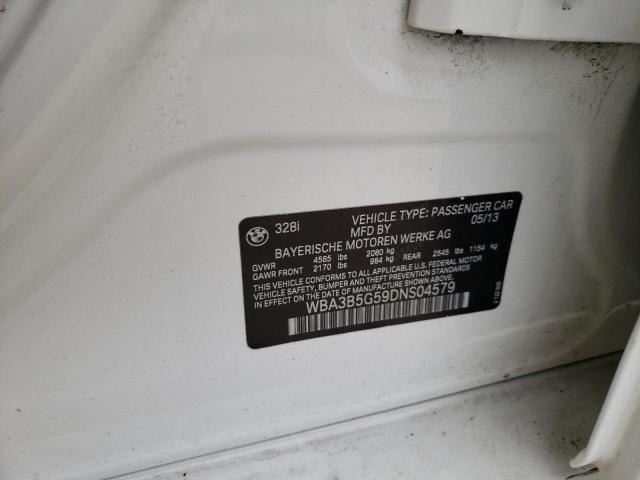 328i
VEHICLE TYPE: PASSENGER CAR
MFD BY 05/13
BAYERISCHE MOTOREN WERKE AG
GVWR 4585 lbs 2080 kg
GAWR FRONT 2170 lbs 984 kg REAR 2545 lbs 1154 kg
THIS VEHICLE CONFORMS TO ALL APPLICABLE U.S. FEDERAL MOTOR
VEHICLE SAFETY, BUMPER AND THEFT PREVENTION STANDARDS
IN EFFECT ON THE DATE OF MANUFACTURE SHOWN ABOVE.
WBA3B5G59DNS04579